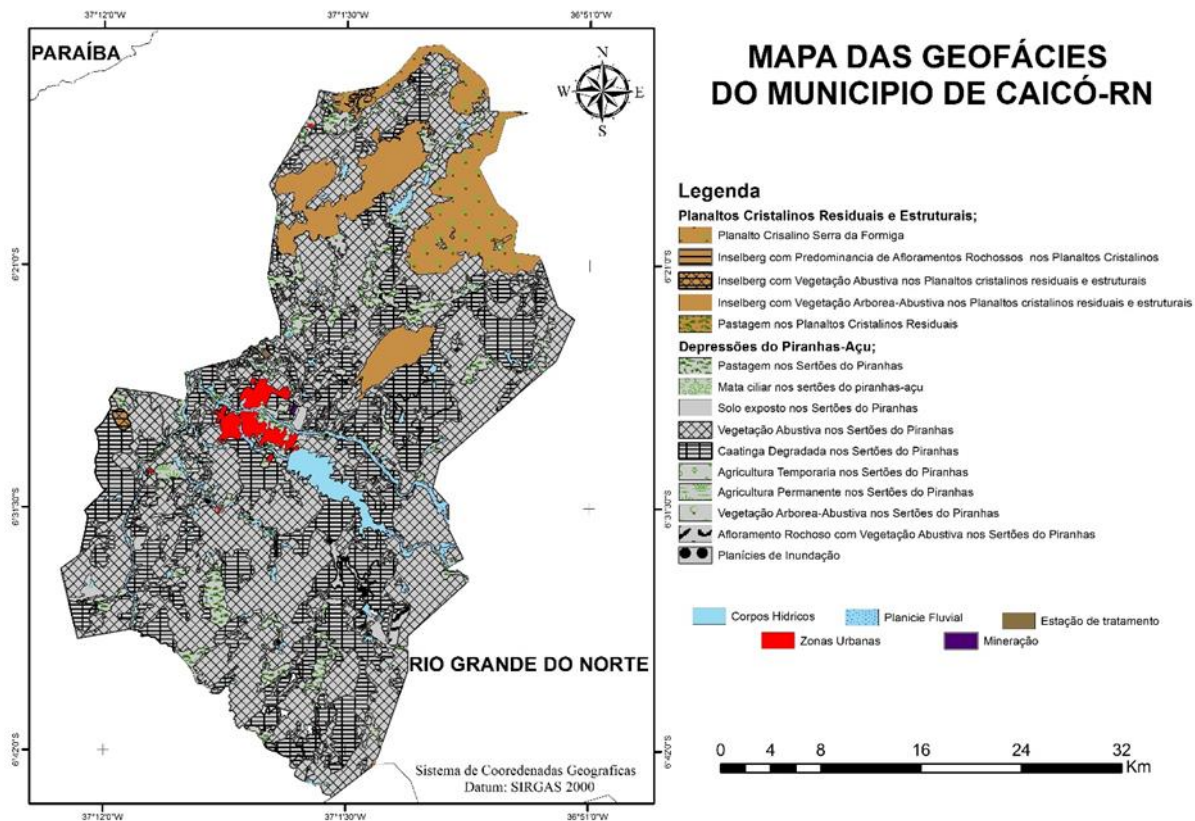 37°12'0"W 37°1'30"W 36°51'0"W
PARAÍBA
N
W E
S
MAPA DAS GEOFÁCIES
DO MUNICIPIO DE CAICÓ-RN
Legenda
Planaltos Cristalinos Residuais e Estruturais;
Planalto Crisalino Serra da Formiga
Inselberg com Predominancia de Afloramentos Rochossos nos Planaltos Cristalinos
Inselberg com Vegetação Abustiva nos Planaltos cristalinos residuais e estruturais
Inselberg com Vegetação Arborea-Abustiva nos Planaltos cristalinos residuais e estruturais
Pastagem nos Planaltos Cristalinos Residuais
Depressões do Piranhas-Açu;
Pastagem nos Sertões do Piranhas
Mata ciliar nos sertões do piranhas-açu
Solo exposto nos Sertões do Piranhas
Vegetação Abustiva nos Sertões do Piranhas
Caatinga Degradada nos Sertões do Piranhas
Agricultura Temporaria nos Sertões do Piranhas
Agricultura Permanente nos Sertões do Piranhas
Vegetação Arborea-Abustiva nos Sertões do Piranhas
Afloramento Rochoso com Vegetação Abustiva nos Sertões do Piranhas
Planícies de Inundação
Corpos Hídricos Planicie Fluvial Estação de tratamento
Zonas Urbanas Mineração
6°21'0"S 6°21'0"S
6°31'30"S 6°31'30"S
6°42'0"S 6°42'0"S
RIO GRANDE DO NORTE
Sistema de Cooredenadas Geograficas
Datum: SIRGAS 2000
0 4 8 16 24 32
Km
37°12'0"W 37°1'30"W 36°51'0"W